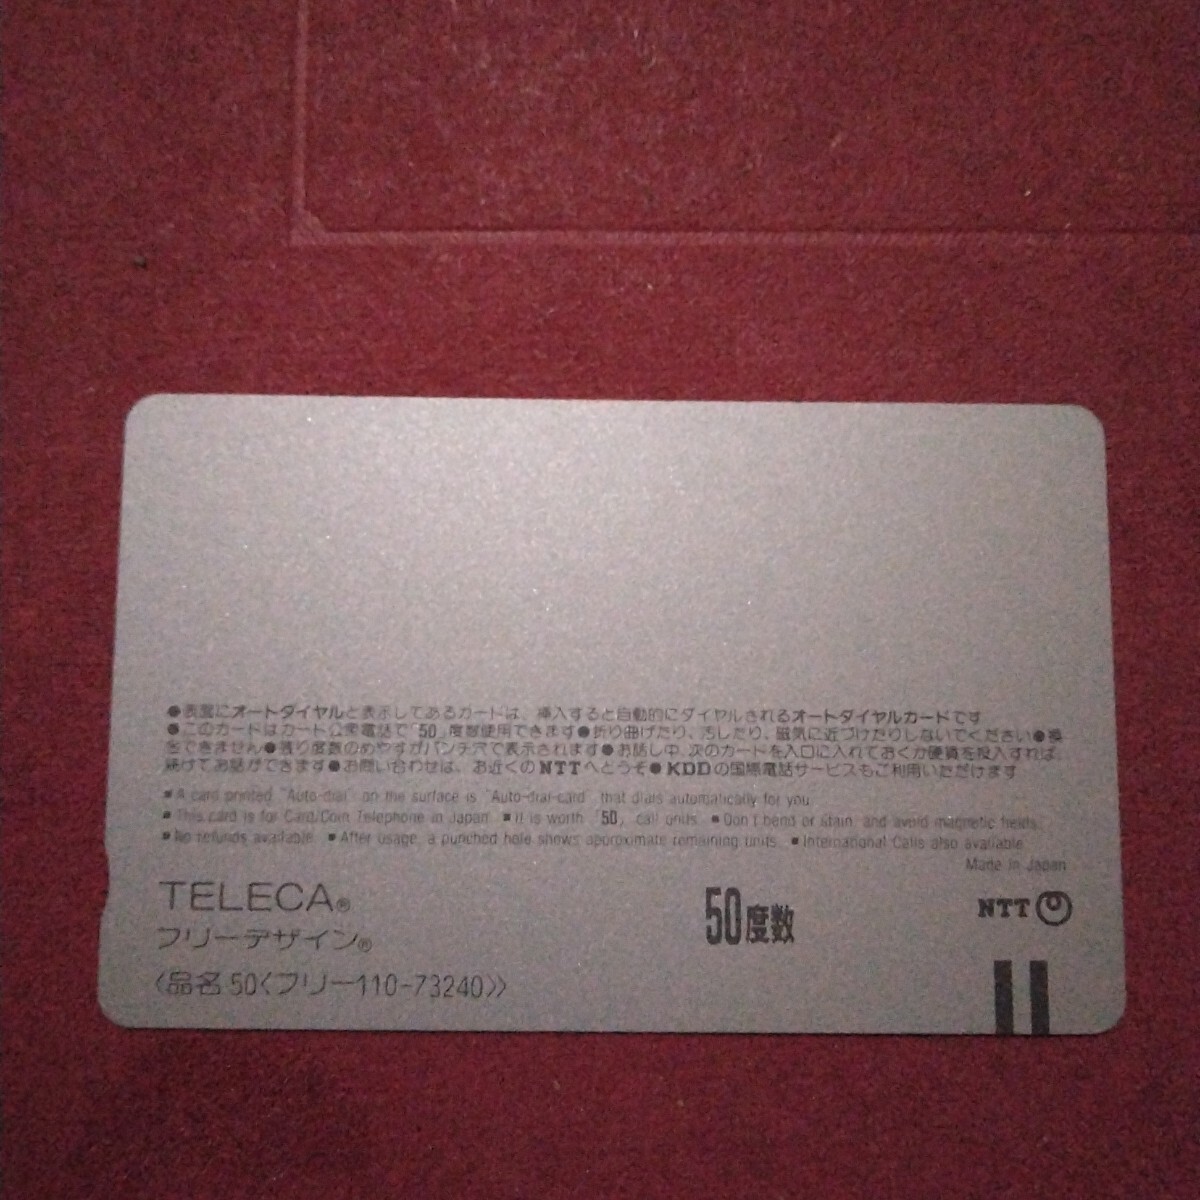 ●表面にオートダイヤルと表示してあるカードは、挿入すると自動的にダイヤルされるオートダイヤルカードです
●このカードはカード公衆電話で「50」度数使用できます●折り曲げたり、汚したり、磁気に近づけたりしないでください●換
金できません●残り度数のめやすがパンチ穴で表示されます●お話し中、次のカードを入口に入れておくか硬貨を投入すれば、
続けてお話ができます●お問い合わせは、お近くのNTTへどうぞ●KDDの国際電話サービスもご利用いただけます
■A card printed "Auto-dial" on the surface is "Auto-dial-card" that dials automatically for you.
■This card is for Card/Coin Telephone in Japan. ■It is worth「50」call units. ■Don't bend or stain, and avoid magnetic fields.
■No refunds available. ■After usage, a punched hole shows approximate remaining units. ■International Calls also available.
Made in Japan
TELECA®
フリーデザイン®
50度数
NTT
〈品名50〈フリー110-73240〉〉